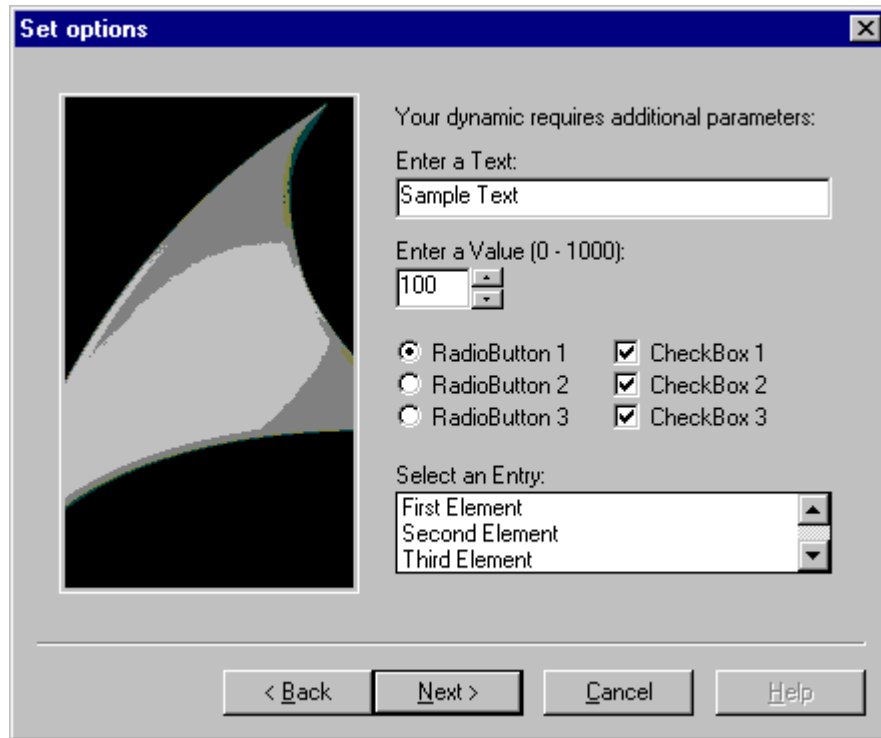 Set options
Your dynamic requires additional parameters:
Enter a Text:
Sample Text
Enter a Value (0 - 1000):
100
RadioButton 1 CheckBox 1
RadioButton 2 CheckBox 2
RadioButton 3 CheckBox 3
Select an Entry:
First Element
Second Element
Third Element
< Back Next > Cancel Help